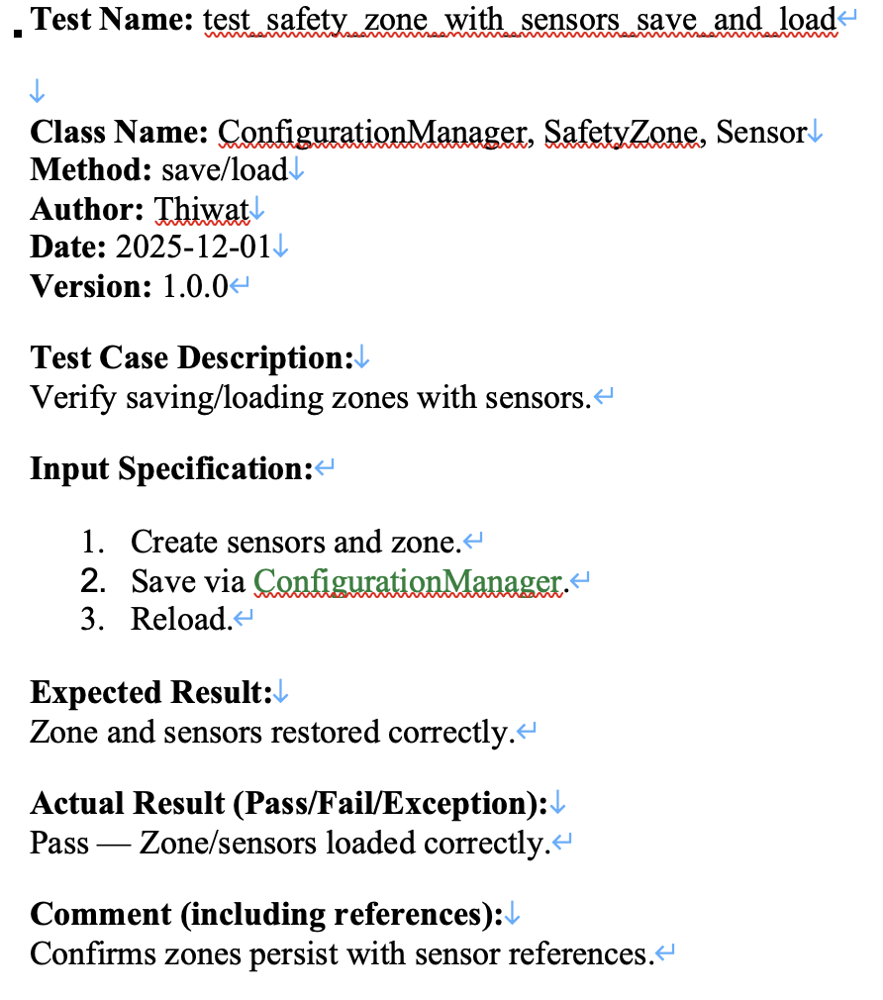 Test Name: test_safety_zone_with_sensors_save_and_load
Class Name: ConfigurationManager, SafetyZone, Sensor
Method: save/load
Author: Thiwat
Date: 2025-12-01
Version: 1.0.0
Test Case Description:
Verify saving/loading zones with sensors.
Input Specification:
1. Create sensors and zone.
2. Save via ConfigurationManager.
3. Reload.
Expected Result:
Zone and sensors restored correctly.
Actual Result (Pass/Fail/Exception):
Pass — Zone/sensors loaded correctly.
Comment (including references):
Confirms zones persist with sensor references.